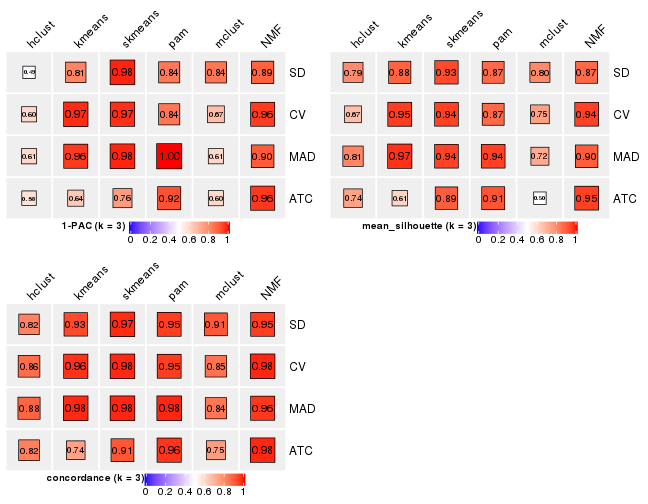 hclust kmeans skmeans pam mclust NMF
0.49 0.81 0.98 0.84 0.84 0.89 SD
0.60 0.97 0.97 0.84 0.67 0.96 CV
0.61 0.96 0.98 1.00 0.61 0.90 MAD
0.58 0.64 0.76 0.92 0.60 0.96 ATC
1-PAC (k = 3)
0 0.2 0.4 0.6 0.8 1
hclust kmeans skmeans pam mclust NMF
0.79 0.88 0.93 0.87 0.80 0.87 SD
0.67 0.95 0.94 0.87 0.75 0.94 CV
0.81 0.97 0.94 0.94 0.72 0.90 MAD
0.74 0.61 0.89 0.91 0.50 0.95 ATC
mean_silhouette (k = 3)
0 0.2 0.4 0.6 0.8 1
hclust kmeans skmeans pam mclust NMF
0.82 0.93 0.97 0.95 0.91 0.95 SD
0.86 0.96 0.98 0.95 0.85 0.98 CV
0.88 0.98 0.98 0.98 0.84 0.96 MAD
0.82 0.74 0.91 0.96 0.75 0.98 ATC
concordance (k = 3)
0 0.2 0.4 0.6 0.8 1